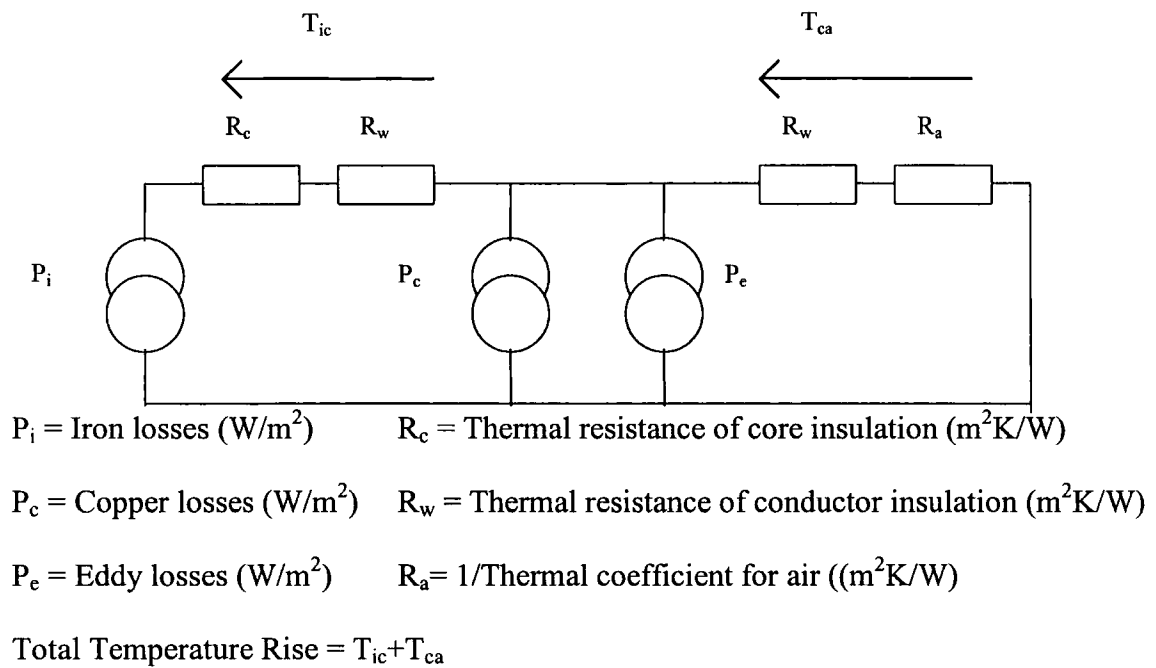 T_ic T_ca
R_c R_w R_w R_a
P_i P_c P_e
P_i = Iron losses (W/m²) R_c = Thermal resistance of core insulation (m²K/W)
P_c = Copper losses (W/m²) R_w = Thermal resistance of conductor insulation ((m²K/W)
P_e = Eddy losses (W/m²) R_a= 1/Thermal coefficient for air ((m²K/W)
Total Temperature Rise = T_ic+T_ca